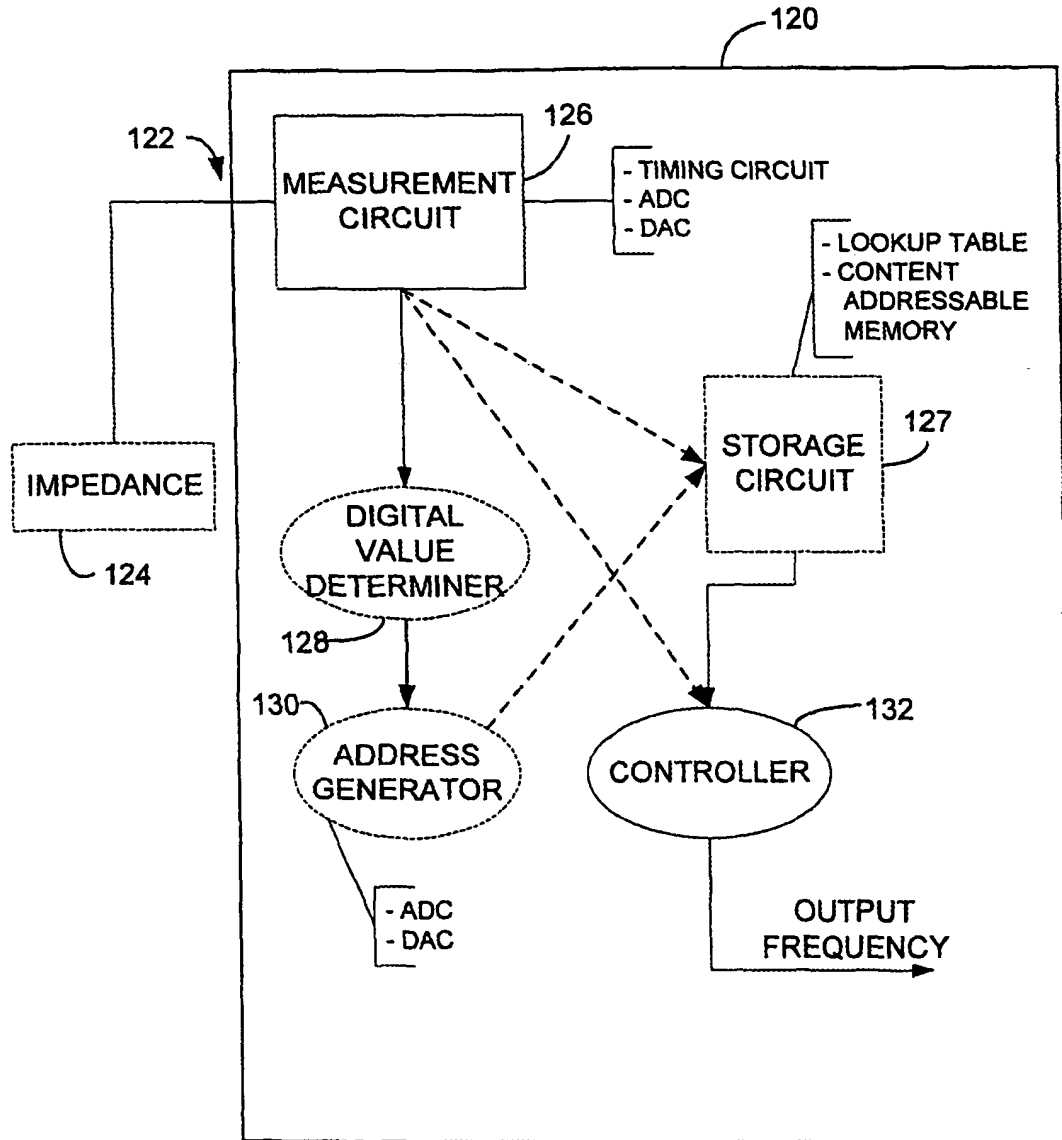 120
122
126
MEASUREMENT
CIRCUIT
- TIMING CIRCUIT
- ADC
- DAC
- LOOKUP TABLE
- CONTENT
ADDRESSABLE
MEMORY
127
STORAGE
CIRCUIT
IMPEDANCE
124
DIGITAL
VALUE
DETERMINER
128
130
ADDRESS
GENERATOR
132
CONTROLLER
- ADC
- DAC
OUTPUT
FREQUENCY